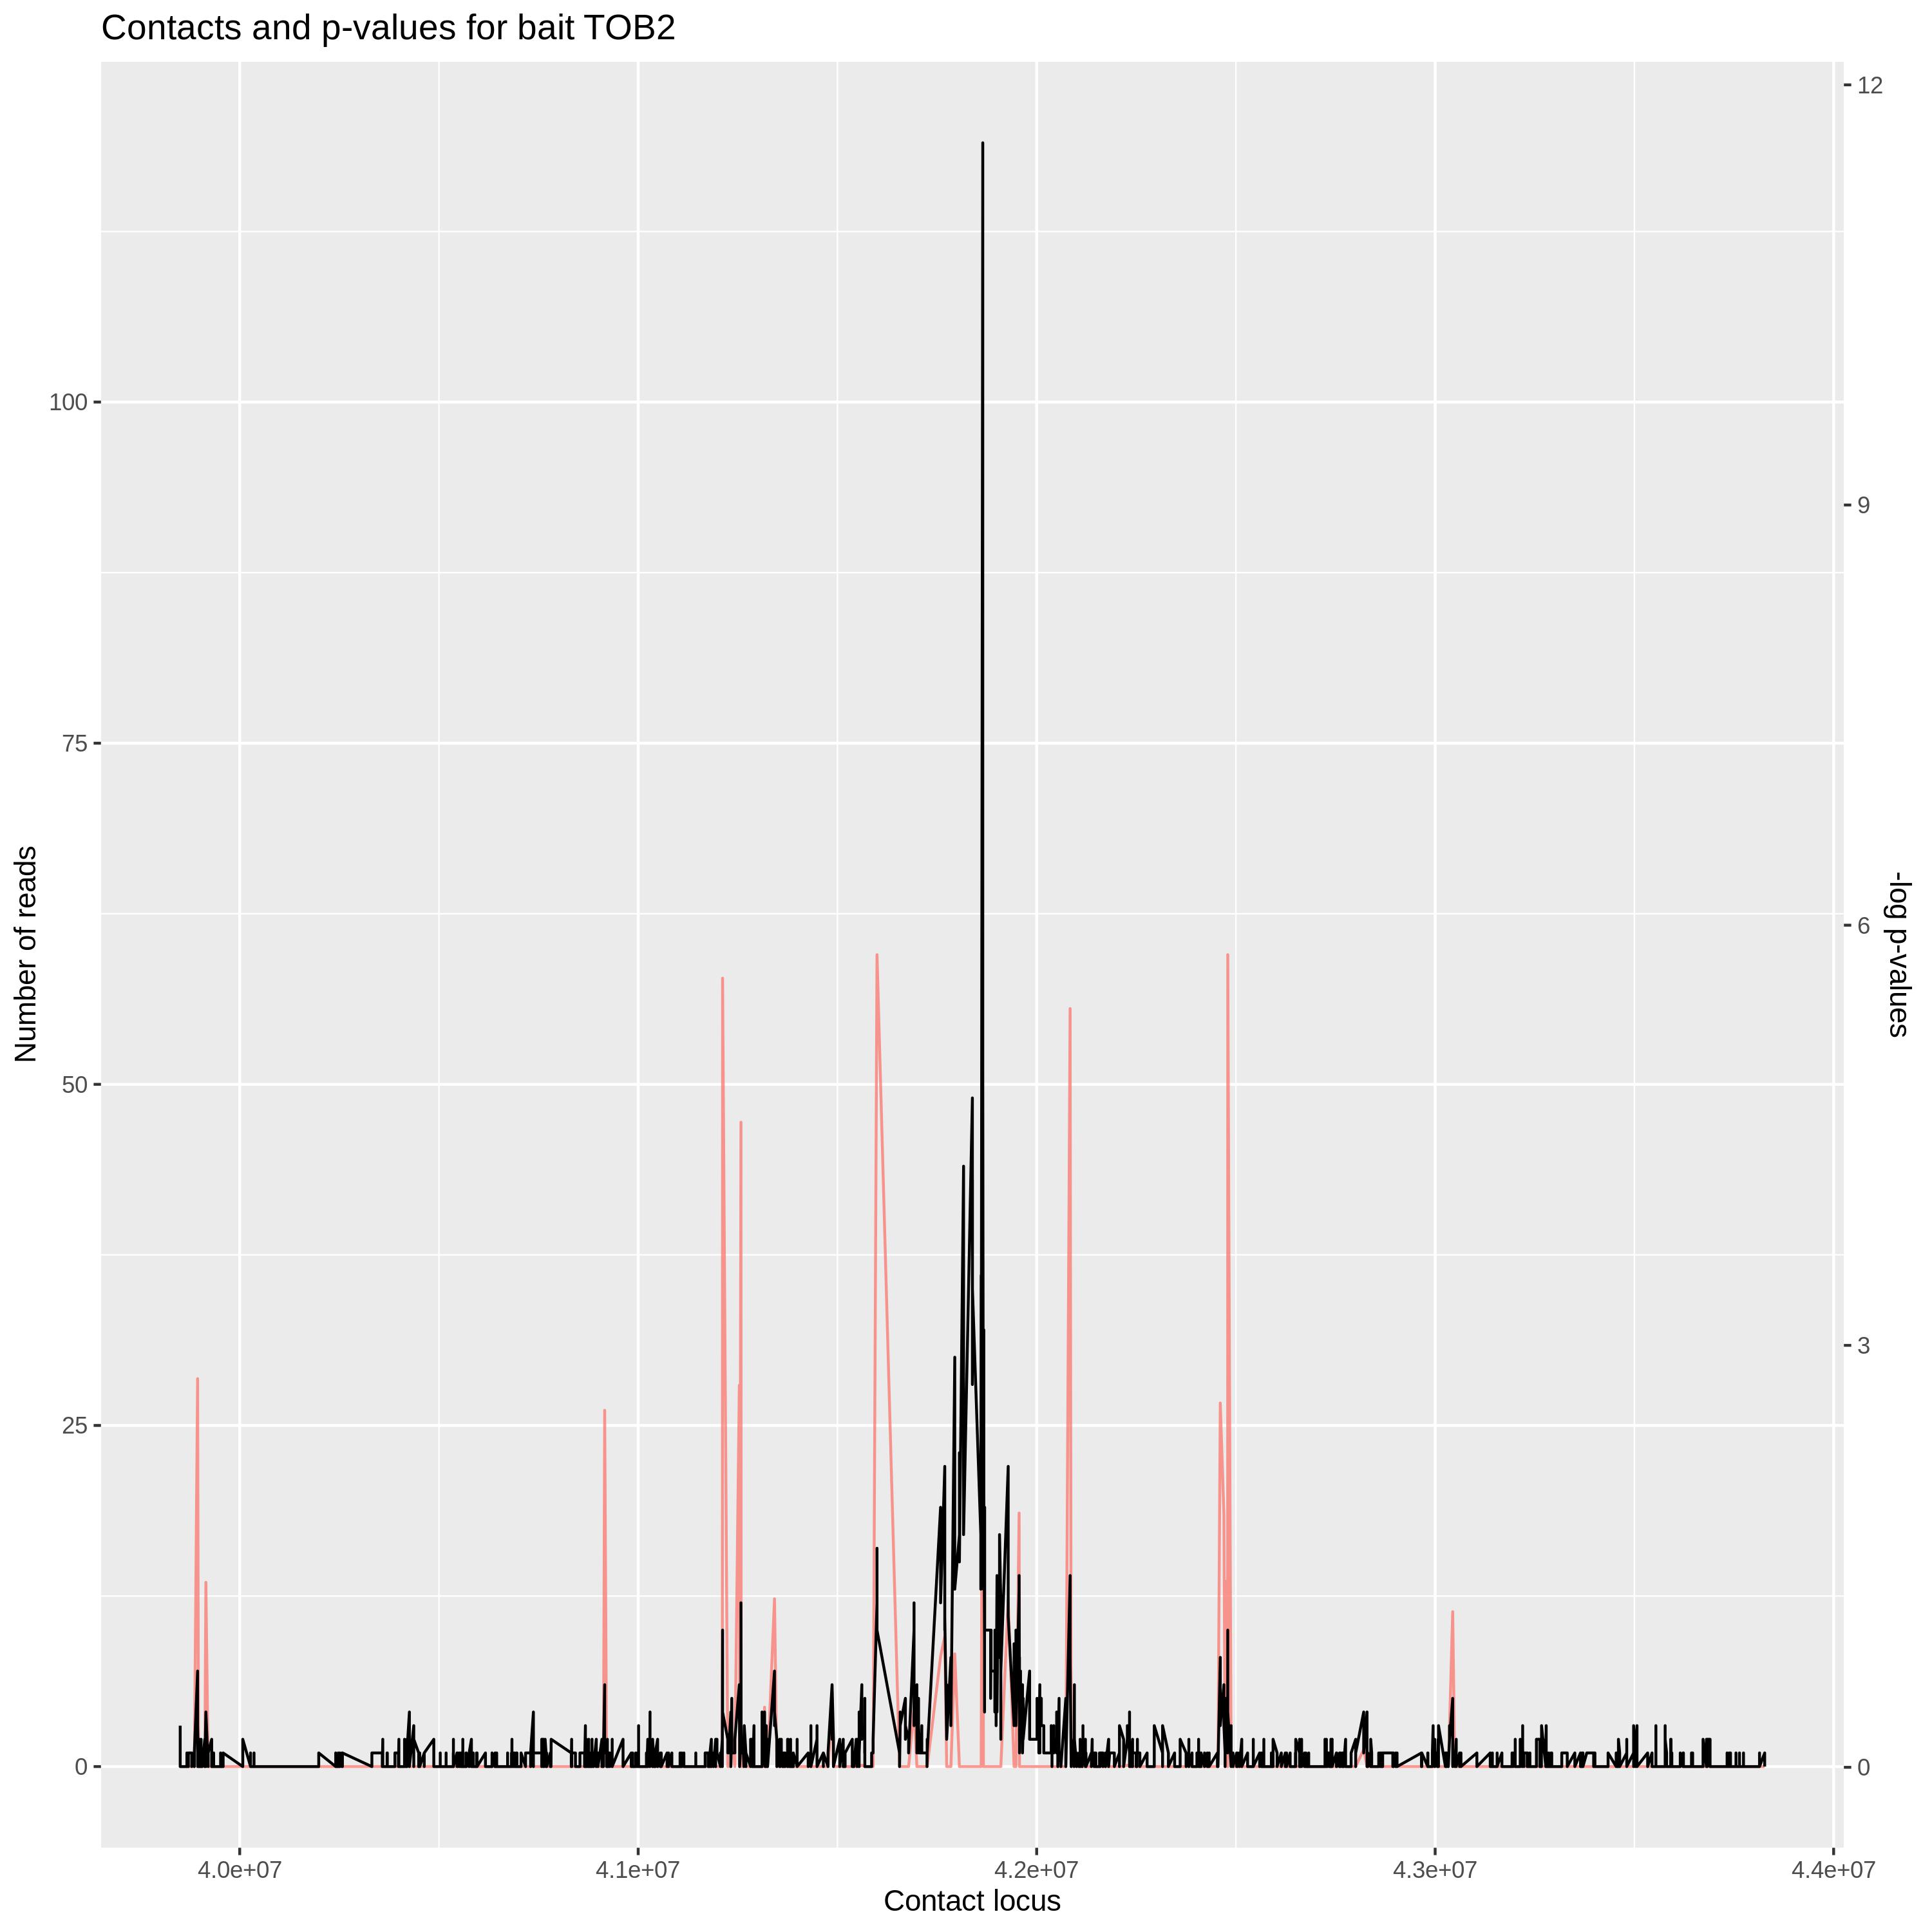 Contacts and p-values for bait TOB2
Number of reads
100
75
50
25
0
12
9
6
3
0
-log p-values
4.0e+07
4.1e+07
4.2e+07
4.3e+07
4.4e+07
Contact locus